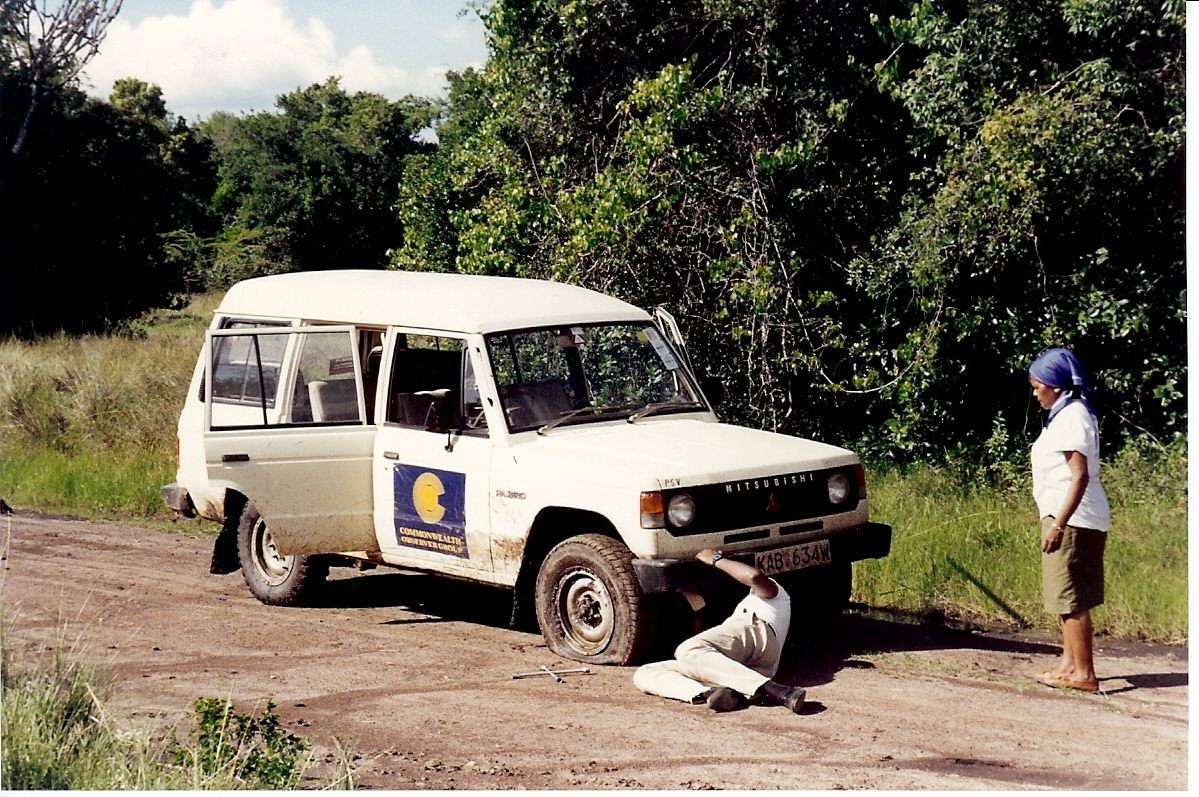 MITSUBISHI
P.S.V.
PAJERO
COMMONWEALTH
OBSERVER GROUP
KAB 634W